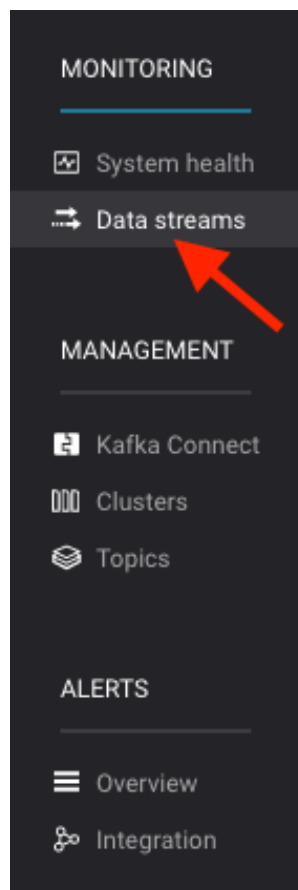 MONITORING
System health
Data streams
MANAGEMENT
Kafka Connect
Clusters
Topics
ALERTS
Overview
Integration